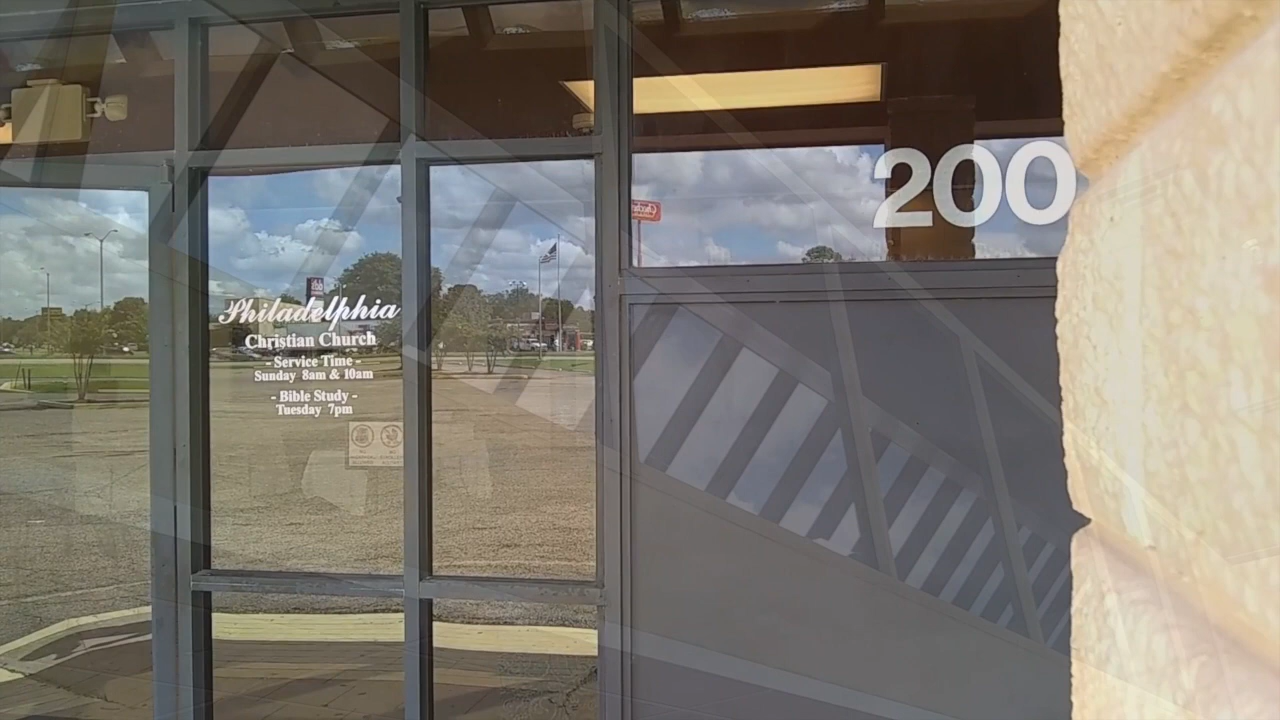 200
Philadelphia
Christian Church
- Service Time -
Sunday 8am & 10am
- Bible Study -
Tuesday 7pm